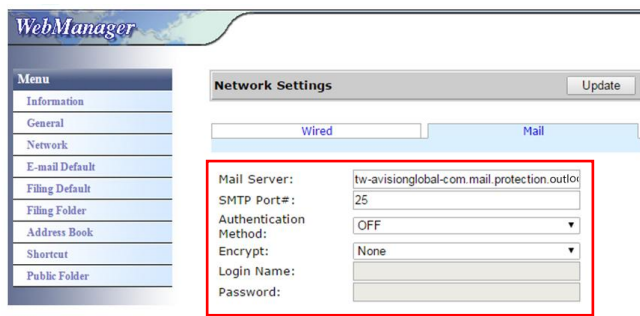 WebManager
Menu
Information
General
Network
E-mail Default
Filing Default
Filing Folder
Address Book
Shortcut
Public Folder
Network Settings
Update
Wired
Mail
Mail Server: tw-avisionglobal-com.mail.protection.outloo
SMTP Port#: 25
Authentication
Method: OFF
Encrypt: None
Login Name:
Password: